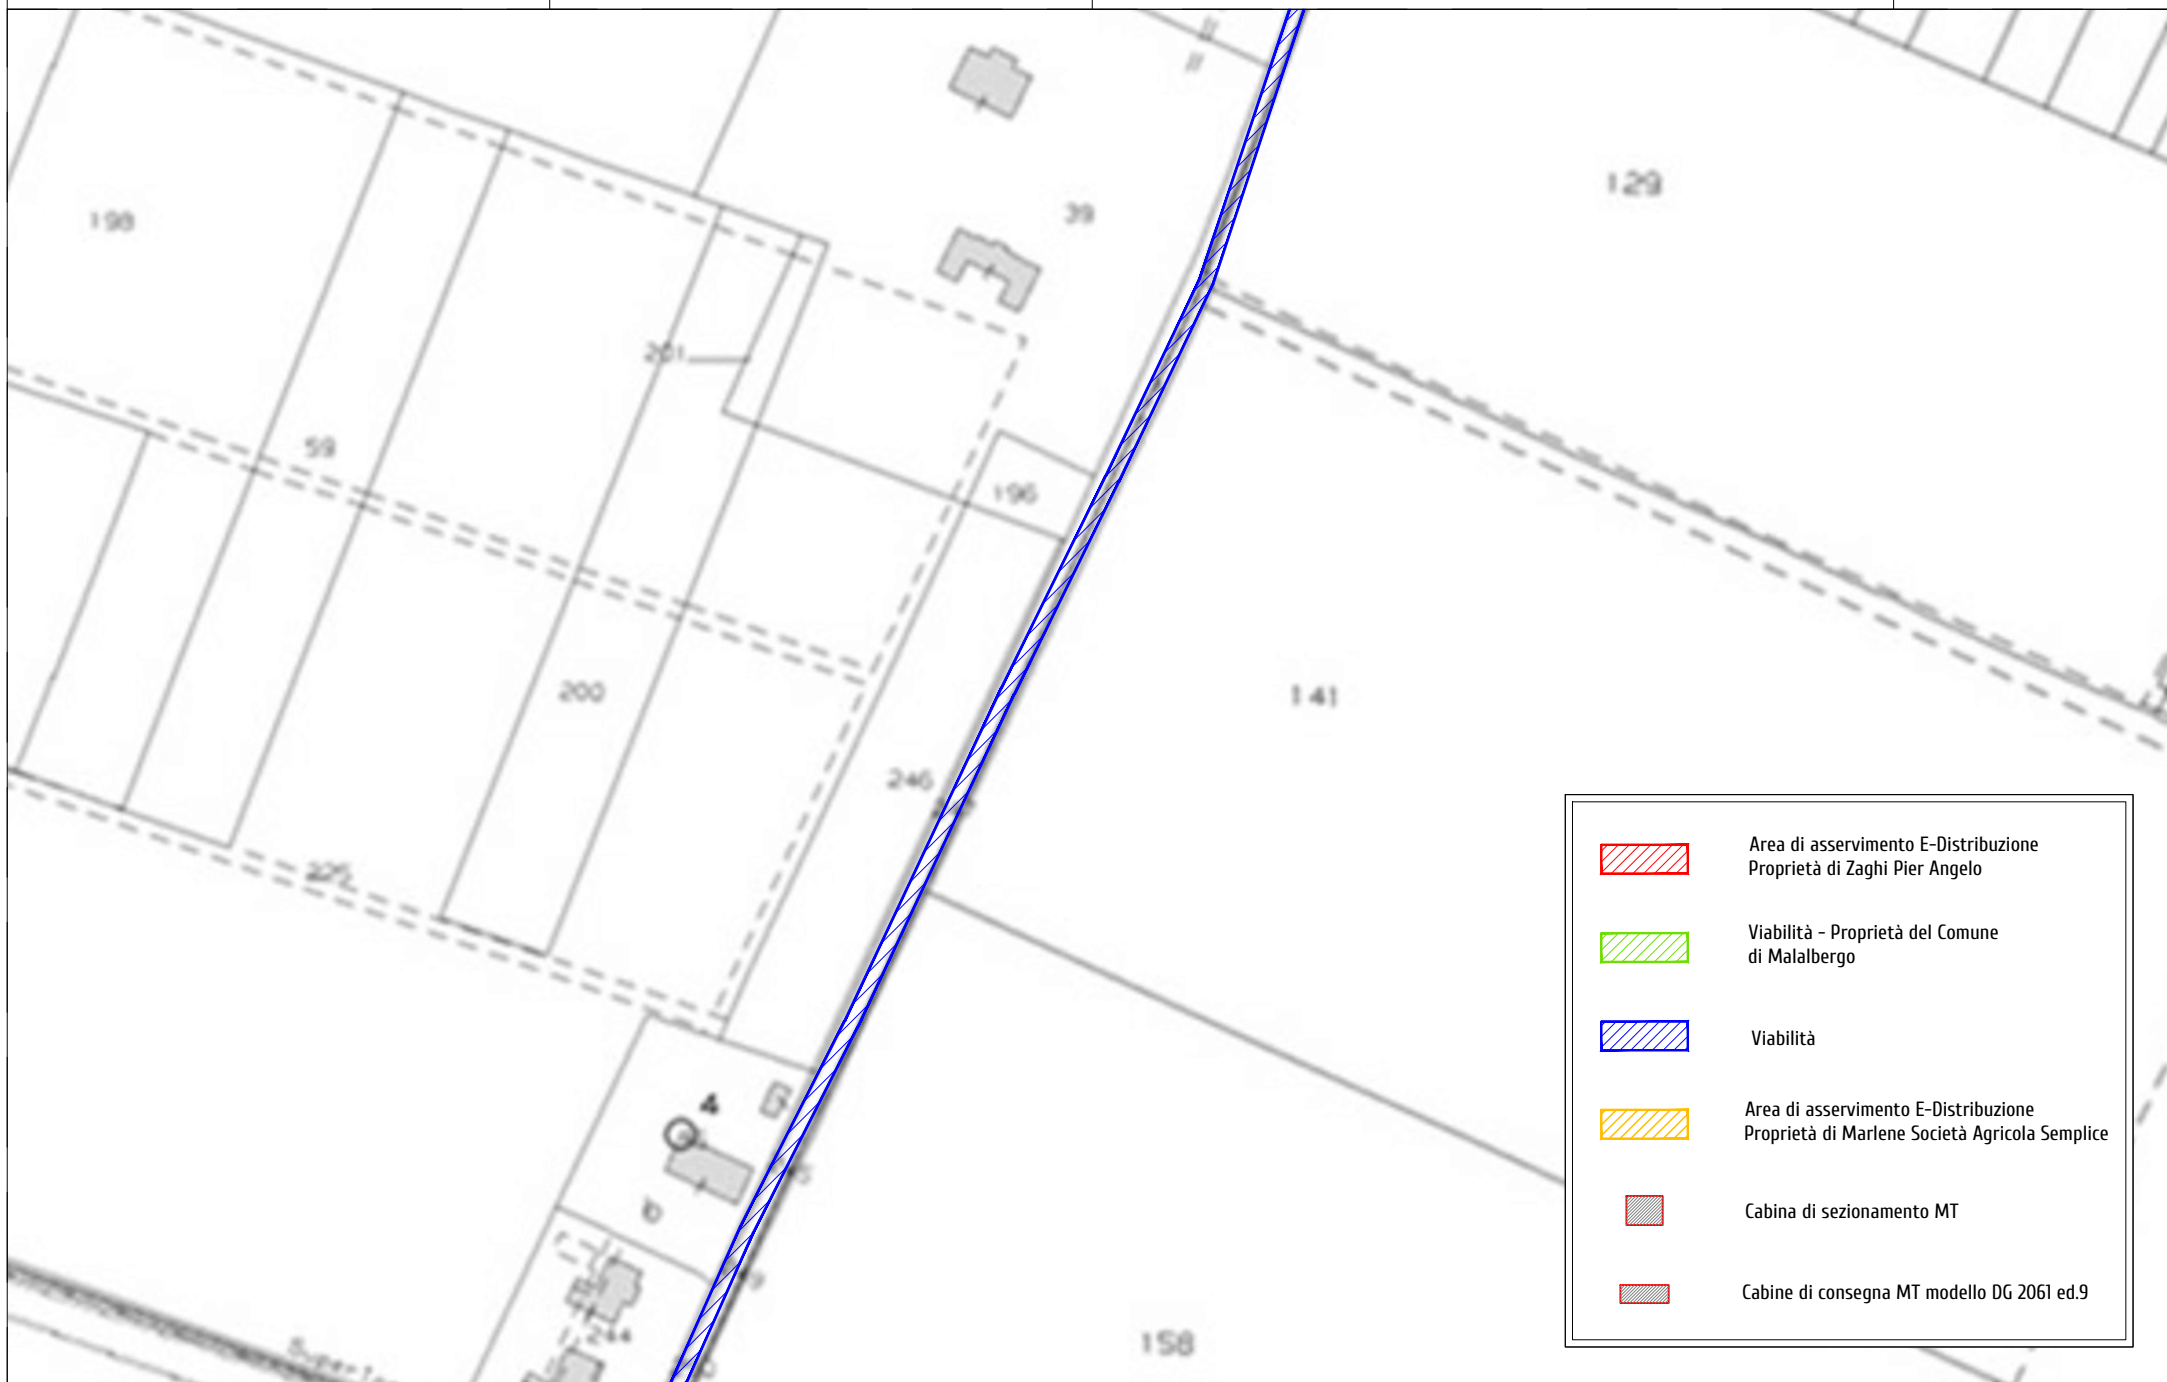 129
198
39
201
59
196
200
141
246
225
4
158
244
Area di asservimento E-Distribuzione
Proprietà di Zaghi Pier Angelo
Viabilità - Proprietà del Comune
di Malalbergo
Viabilità
Area di asservimento E-Distribuzione
Proprietà di Marlene Società Agricola Semplice
Cabina di sezionamento MT
Cabine di consegna MT modello DG 2061 ed.9